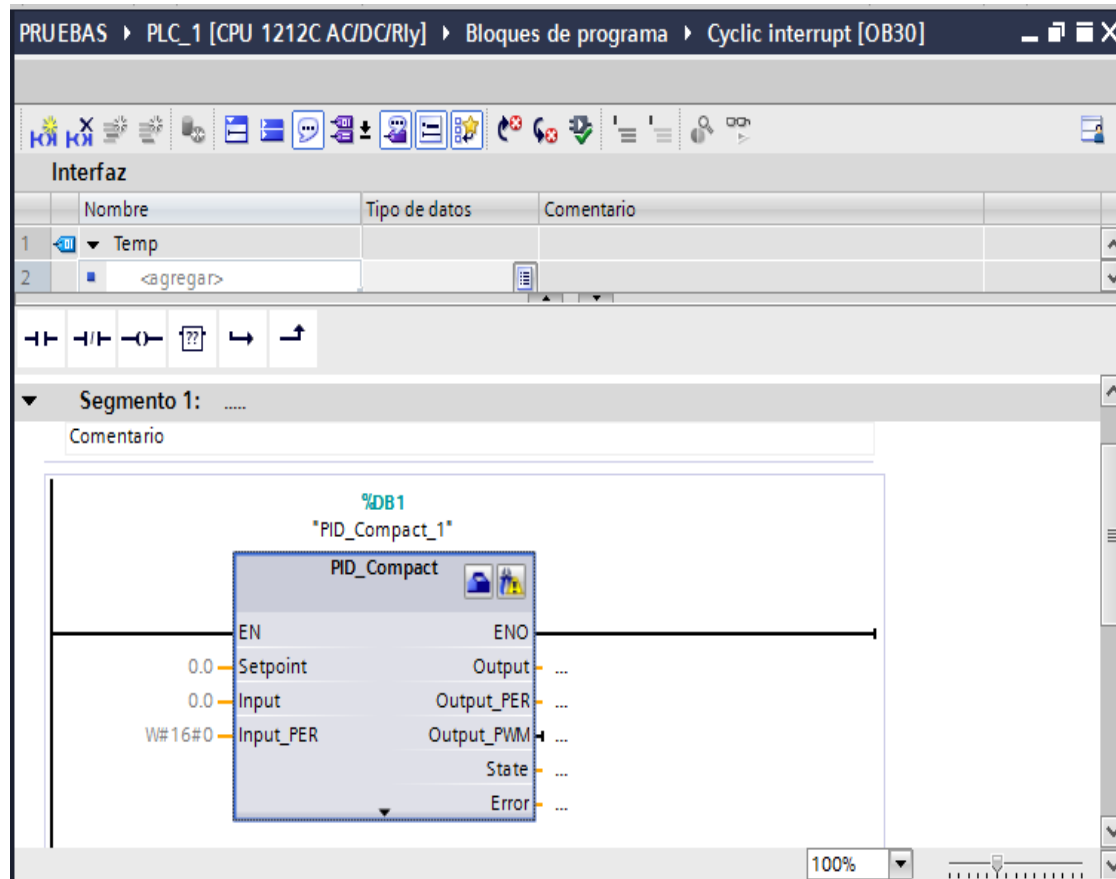 PRUEBAS ▸ PLC_1 [CPU 1212C AC/DC/Rly] ▸ Bloques de programa ▸ Cyclic interrupt [OB30]
Interfaz
Nombre Tipo de datos Comentario
1 Temp
2 <agregar>
??
Segmento 1: .....
Comentario
%DB1
"PID_Compact_1"
PID_Compact
EN ENO
0.0 Setpoint Output ...
0.0 Input Output_PER ...
W#16#0 Input_PER Output_PWM ...
State ...
Error ...
100%